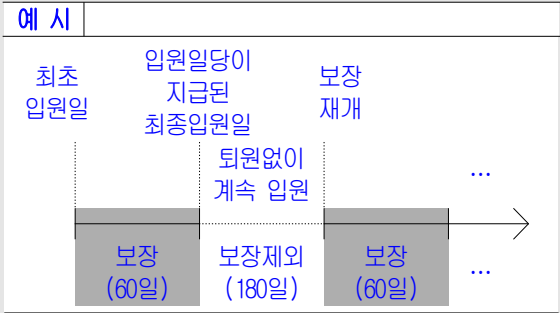 예 시
최초
입원일
입원일당이
지급된
최종입원일
보장
재개
퇴원없이
계속 입원
...
보장
(60일)
보장제외
(180일)
보장
(60일)
...